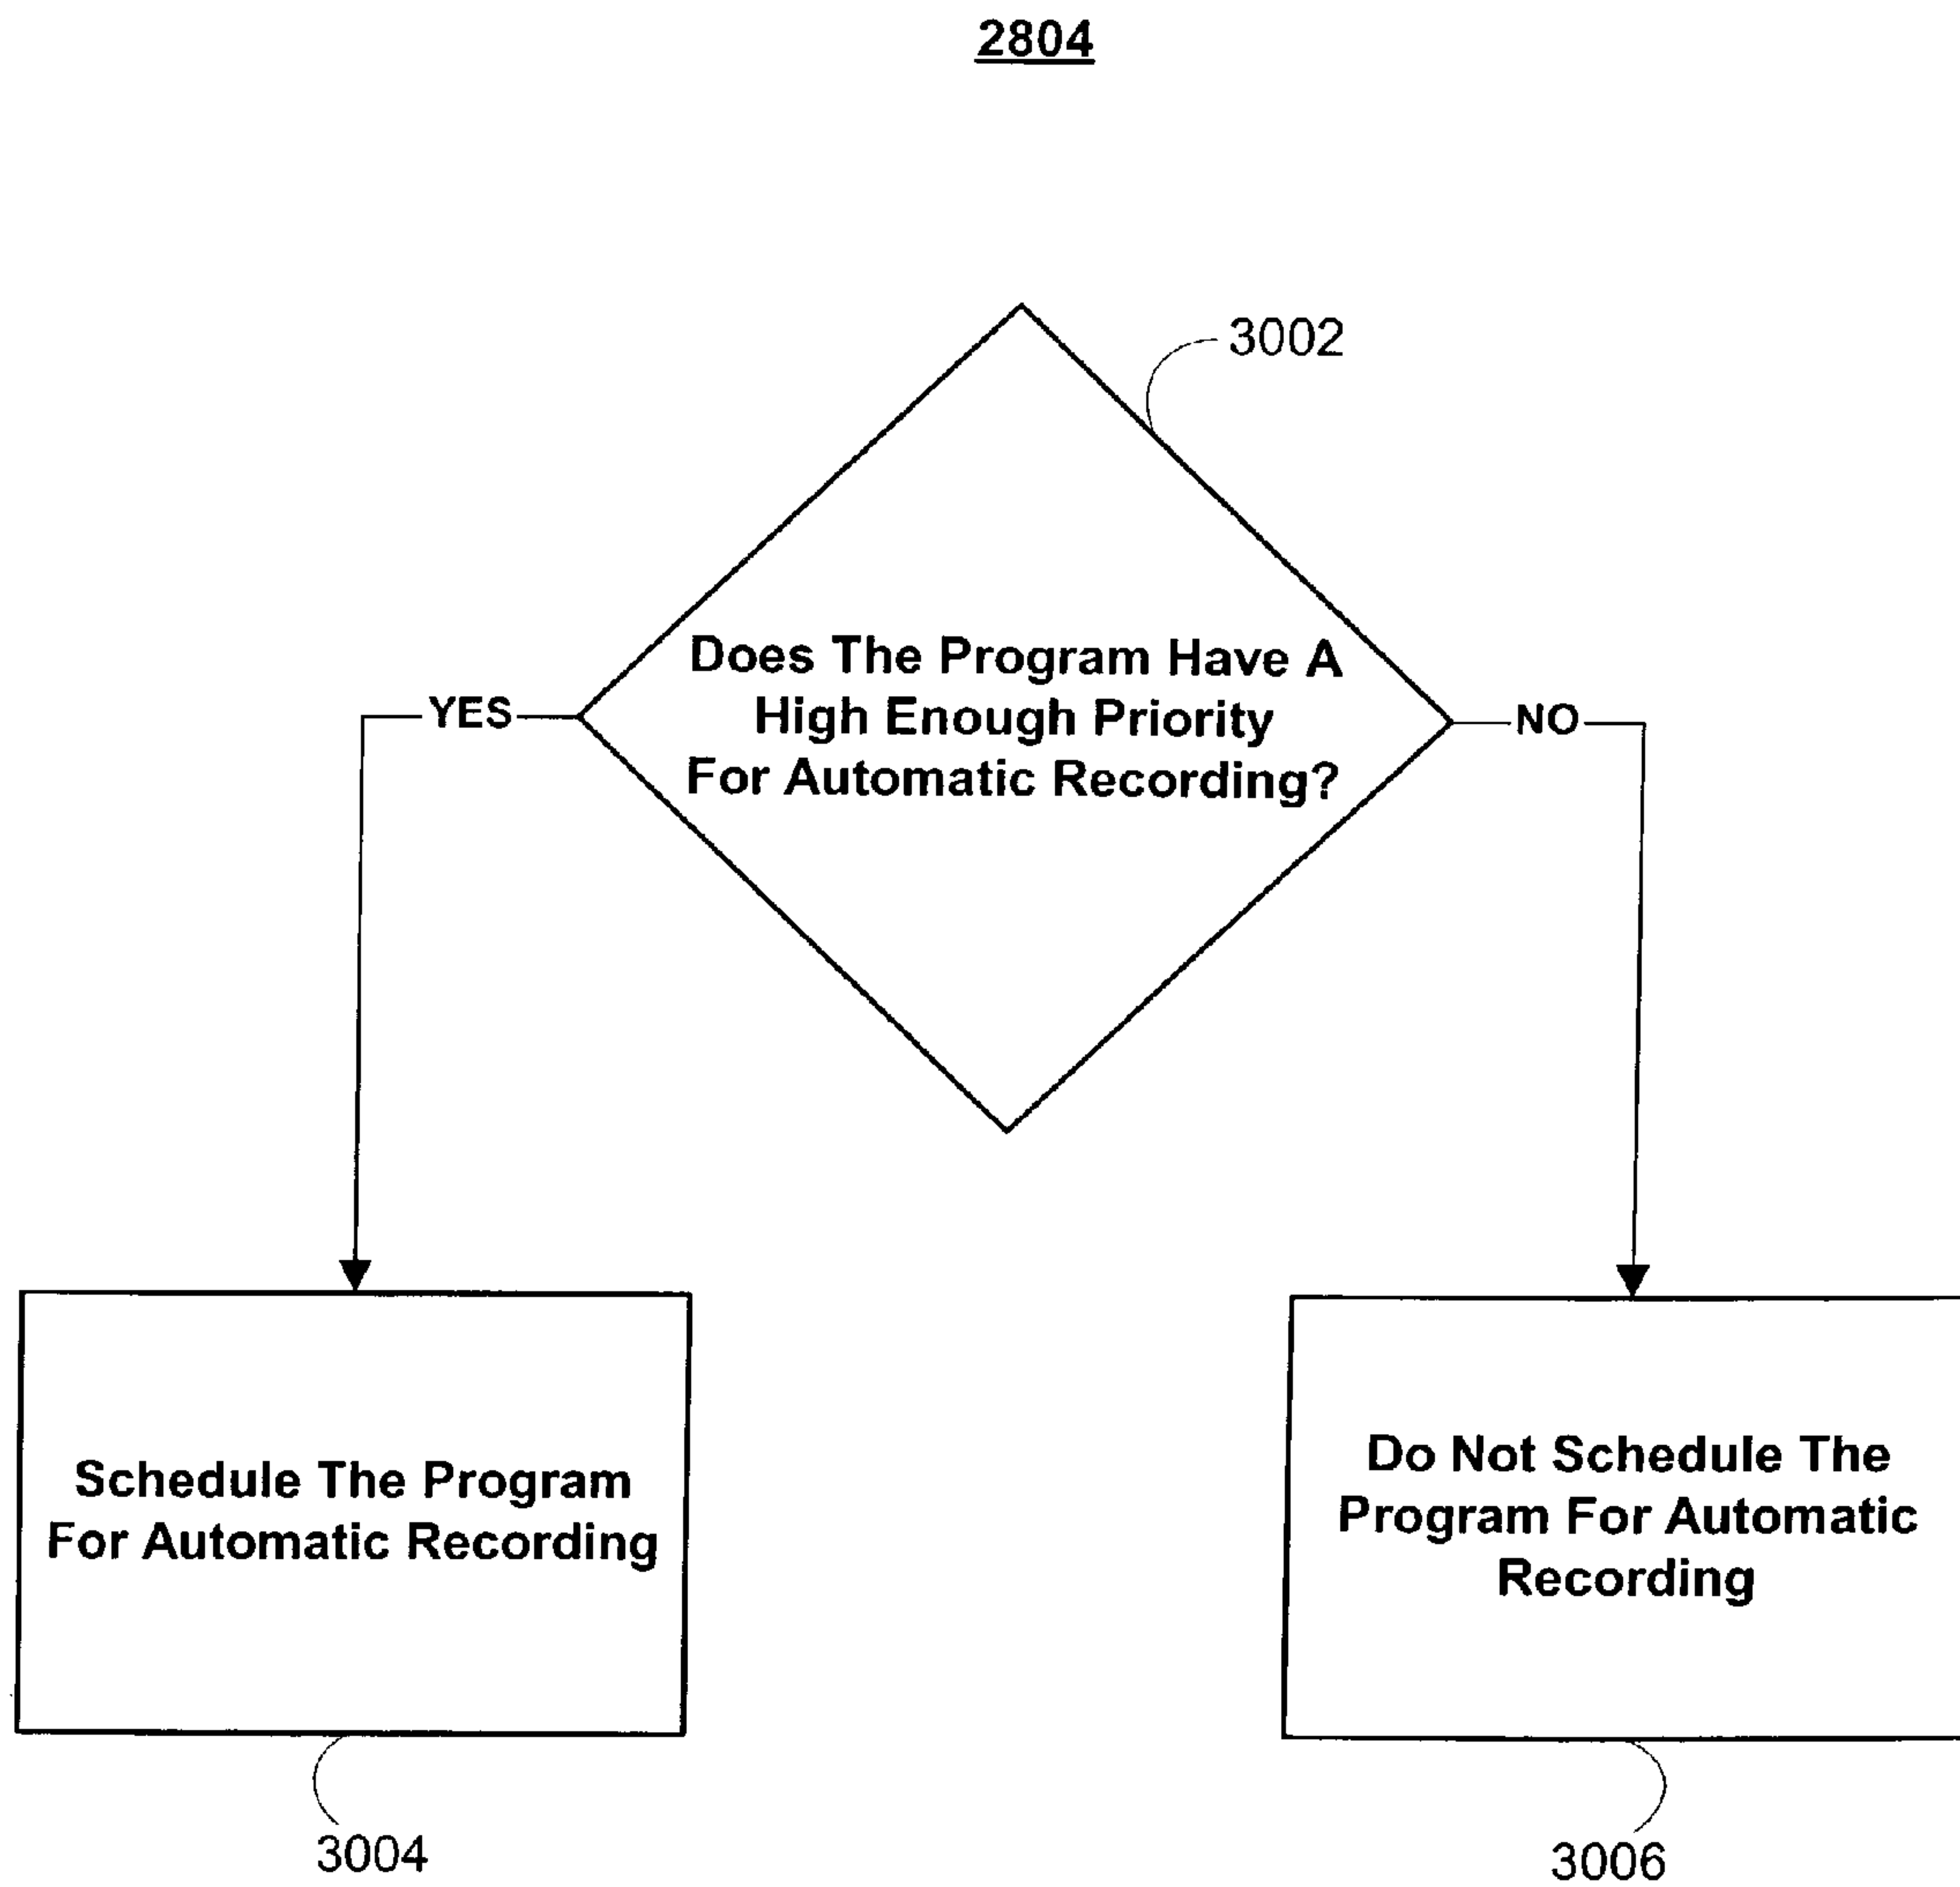 2804
3002
Does The Program Have A
High Enough Priority
For Automatic Recording?
YES
NO
Schedule The Program
For Automatic Recording
Do Not Schedule The
Program For Automatic
Recording
3004
3006